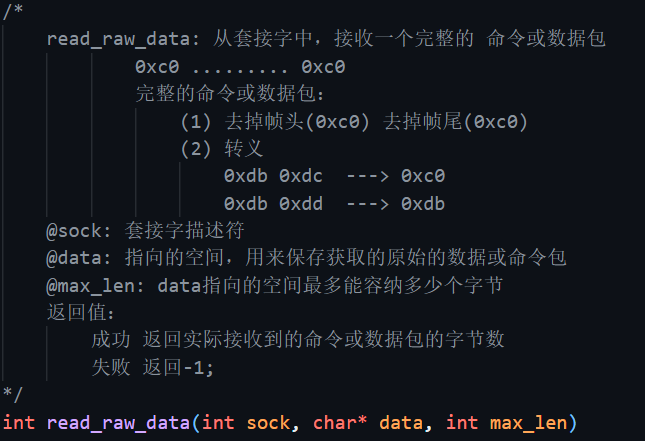 /*
read_raw_data: 从套接字中，接收一个完整的 命令或数据包
0xc0 ......... 0xc0
完整的命令或数据包：
(1) 去掉帧头(0xc0) 去掉帧尾(0xc0)
(2) 转义
0xdb 0xdc ---> 0xc0
0xdb 0xdd ---> 0xdb
@sock: 套接字描述符
@data: 指向的空间，用来保存获取的原始的数据或命令包
@max_len: data指向的空间最多能容纳多少个字节
返回值：
成功 返回实际接收到的命令或数据包的字节数
失败 返回-1;
*/
int read_raw_data(int sock, char* data, int max_len)